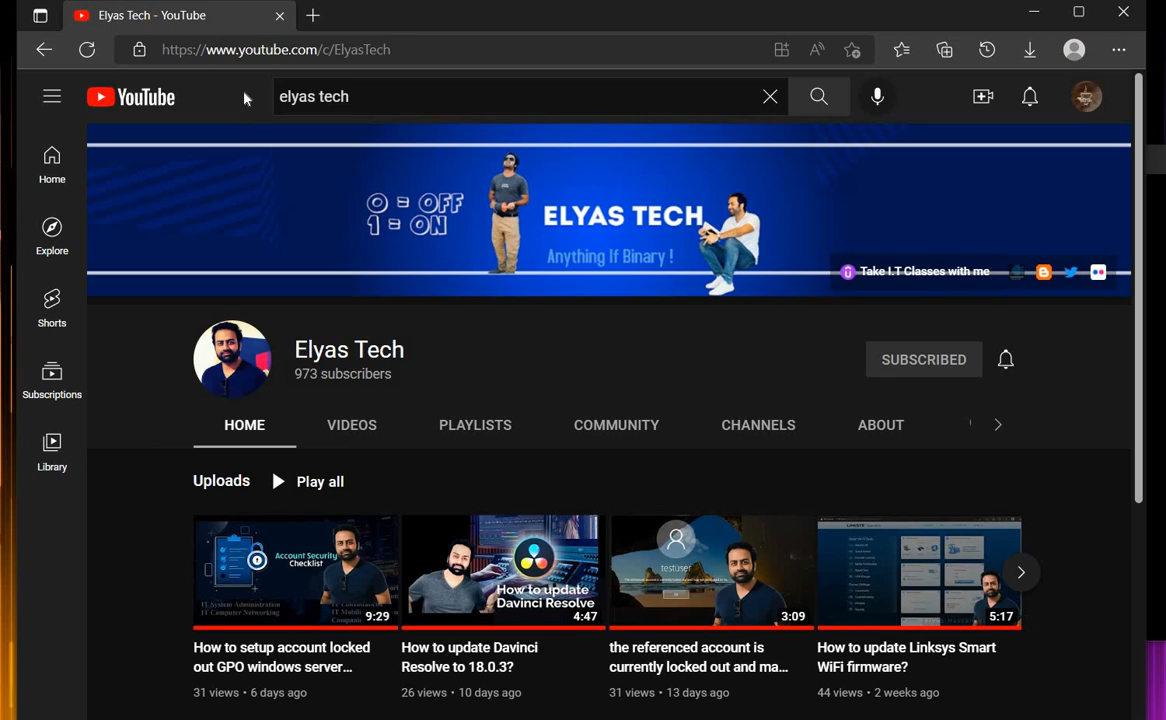 Elyas Tech - YouTube
https://www.youtube.com/c/ElyasTech
YouTube
elyas tech
Home
Explore
Shorts
Subscriptions
Library
0 = OFF
1 = ON
ELYAS TECH
Anything If Binary !
Take I.T Classes with me
Elyas Tech
973 subscribers
SUBSCRIBED
HOME VIDEOS PLAYLISTS COMMUNITY CHANNELS ABOUT
Uploads Play all
Account Security
Checklist
9:29
How to setup account locked
out GPO windows server...
31 views • 6 days ago
How to update
Davinci Resolve
4:47
How to update Davinci
Resolve to 18.0.3?
26 views • 10 days ago
testuser
3:09
the referenced account is
currently locked out and ma...
31 views • 13 days ago
5:17
How to update Linksys Smart
WiFi firmware?
44 views • 2 weeks ago